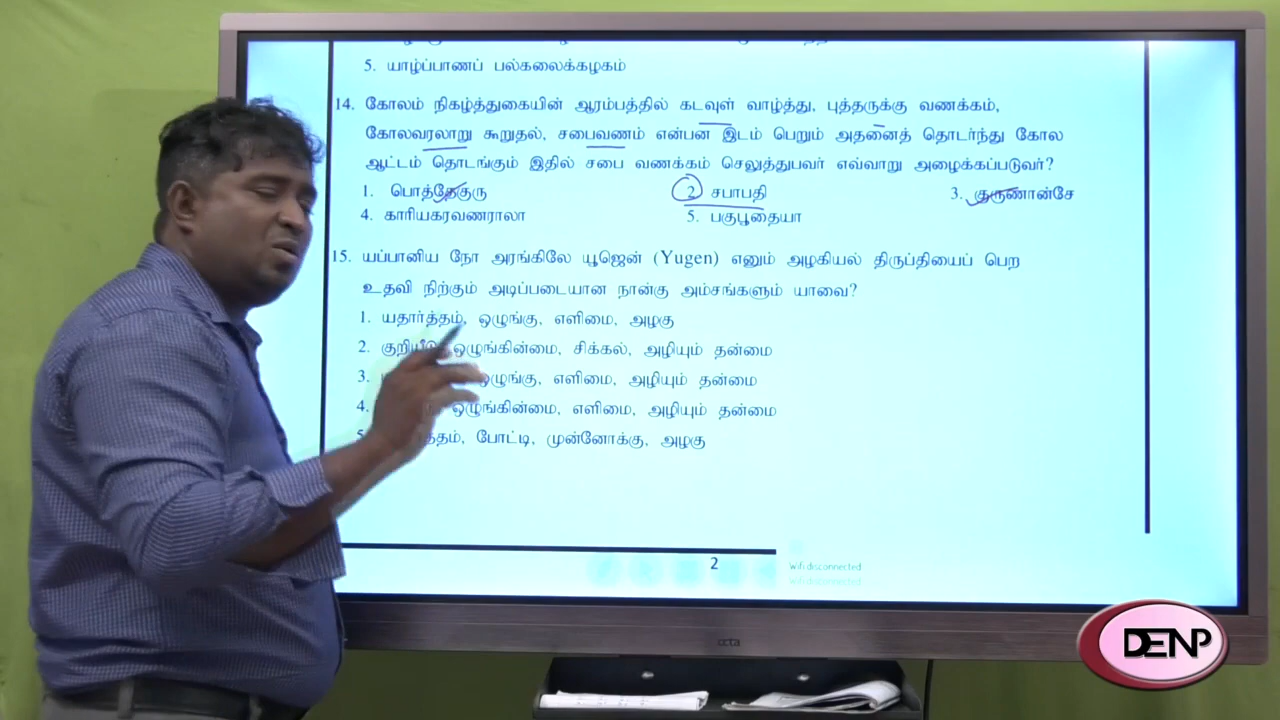 5. யாழ்ப்பாணப் பல்கலைக்கழகம்
14. கோலம் நிகழ்த்துகையின் ஆரம்பத்தில் கடவுள் வாழ்த்து, புத்தருக்கு வணக்கம்,
கோலவரலாறு கூறுதல், சபைவணம் என்பன இடம் பெறும் அதனைத் தொடர்ந்து கோல
ஆட்டம் தொடங்கும் இதில் சபை வணக்கம் செலுத்துபவர் எவ்வாறு அழைக்கப்படுவர்?
1. பொத்தேகுரு 2 சபாபதி 3. குருணான்சே
4. காரியகரவணராலா 5. பகுபூதையா
15. யப்பானிய நோ அரங்கிலே யூஜென் (Yugen) எனும் அழகியல் திருப்தியைப் பெற
உதவி நிற்கும் அடிப்படையான நான்கு அம்சங்களும் யாவை?
1. யதார்த்தம், ஒழுங்கு, எளிமை, அழகு
2. குறியீடு ஒழுங்கின்மை, சிக்கல், அழியும் தன்மை
3. ஒழுங்கு, எளிமை, அழியும் தன்மை
4. ஒழுங்கின்மை, எளிமை, அழியும் தன்மை
போட்டி, முன்னோக்கு, அழகு
2
Wifi disconnected
Wifi disconnected
DENP